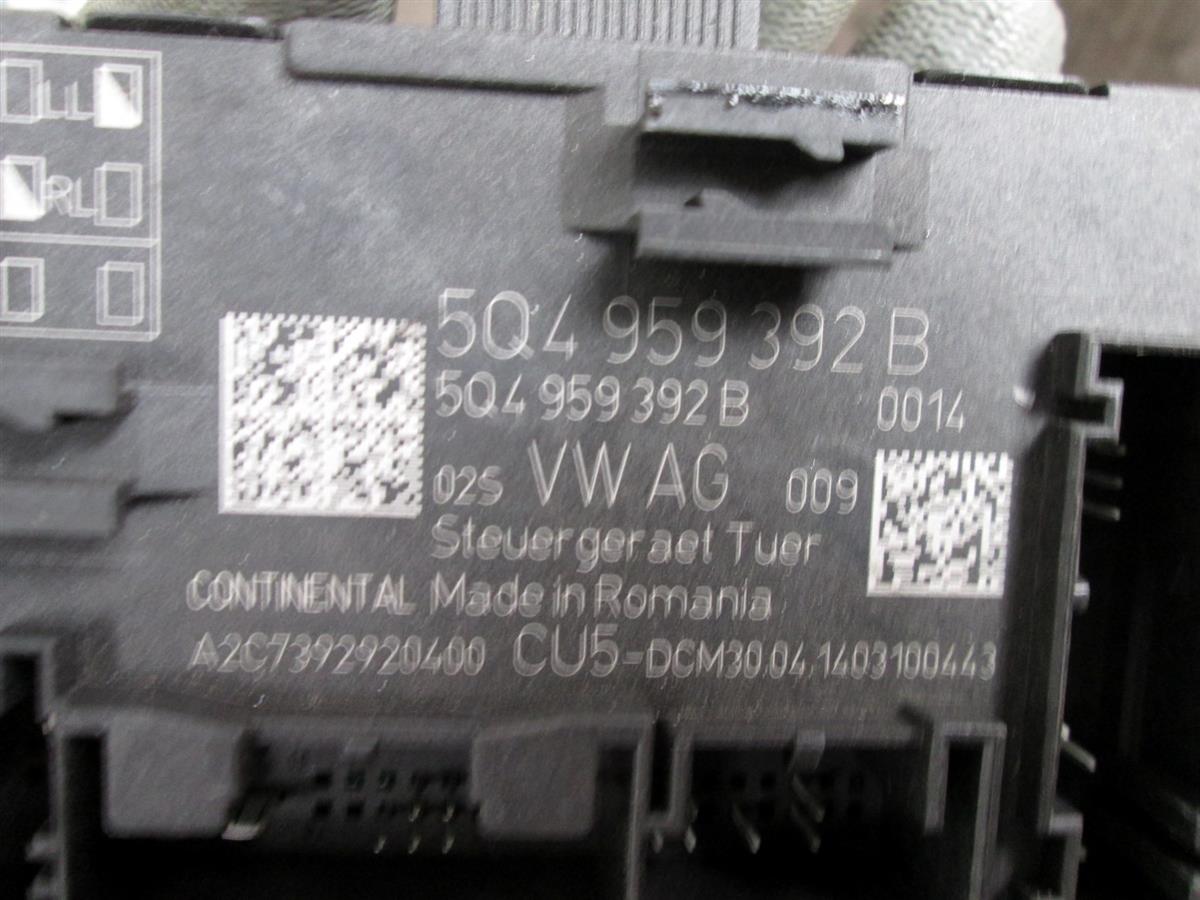 LL
RL
5Q4 959 392 B
5Q4 959 392 B 0014
02S VW AG 009
Steuergeraet Tuer
CONTINENTAL Made in Romania
A2C7392920400 CU5-DCM30.04,1403100443